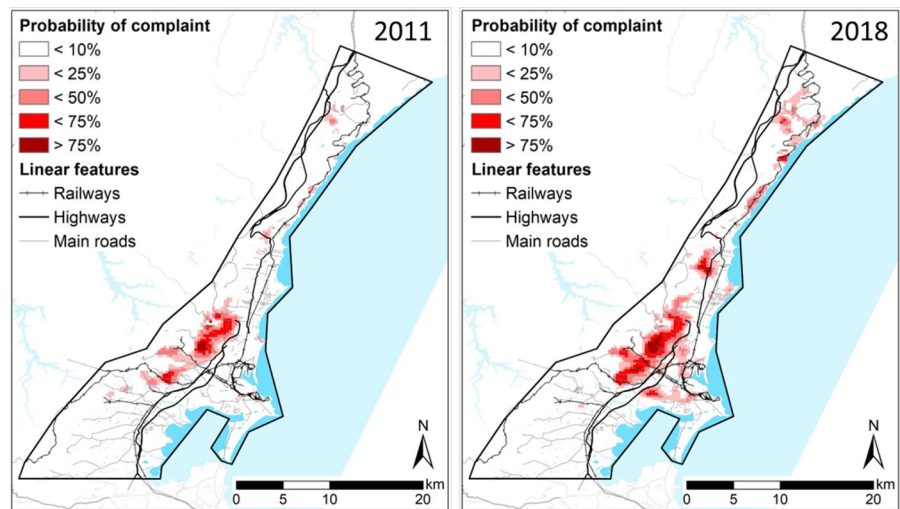 Probability of complaint
2011
< 10%
< 25%
< 50%
< 75%
> 75%
Linear features
Railways
Highways
Main roads
N
km
0 5 10 20
Probability of complaint
2018
< 10%
< 25%
< 50%
< 75%
> 75%
Linear features
Railways
Highways
Main roads
N
km
0 5 10 20